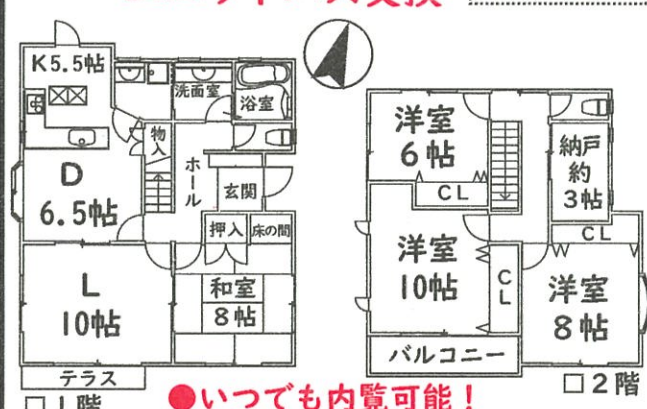 K5.5帖
洗面室
浴室
物入
ホール
玄関
D
6.5帖
押入
床の間
L
10帖
和室
8帖
テラス
□1階
洋室
6帖
CL
納戸
約
3帖
CL
洋室
10帖
CL
洋室
8帖
バルコニー
□2階
●いつでも内覧可能!